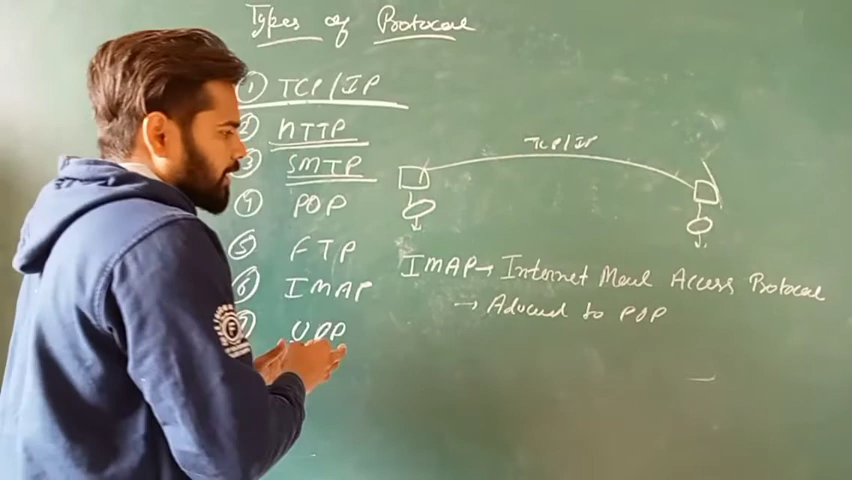 Types of Protocol
① TCP/IP
② HTTP
③ SMTP
④ POP
⑤ FTP
⑥ IMAP
⑦ UDP
TCP/IP
IMAP → Internet Mail Access Protocol
→ Advced to POP